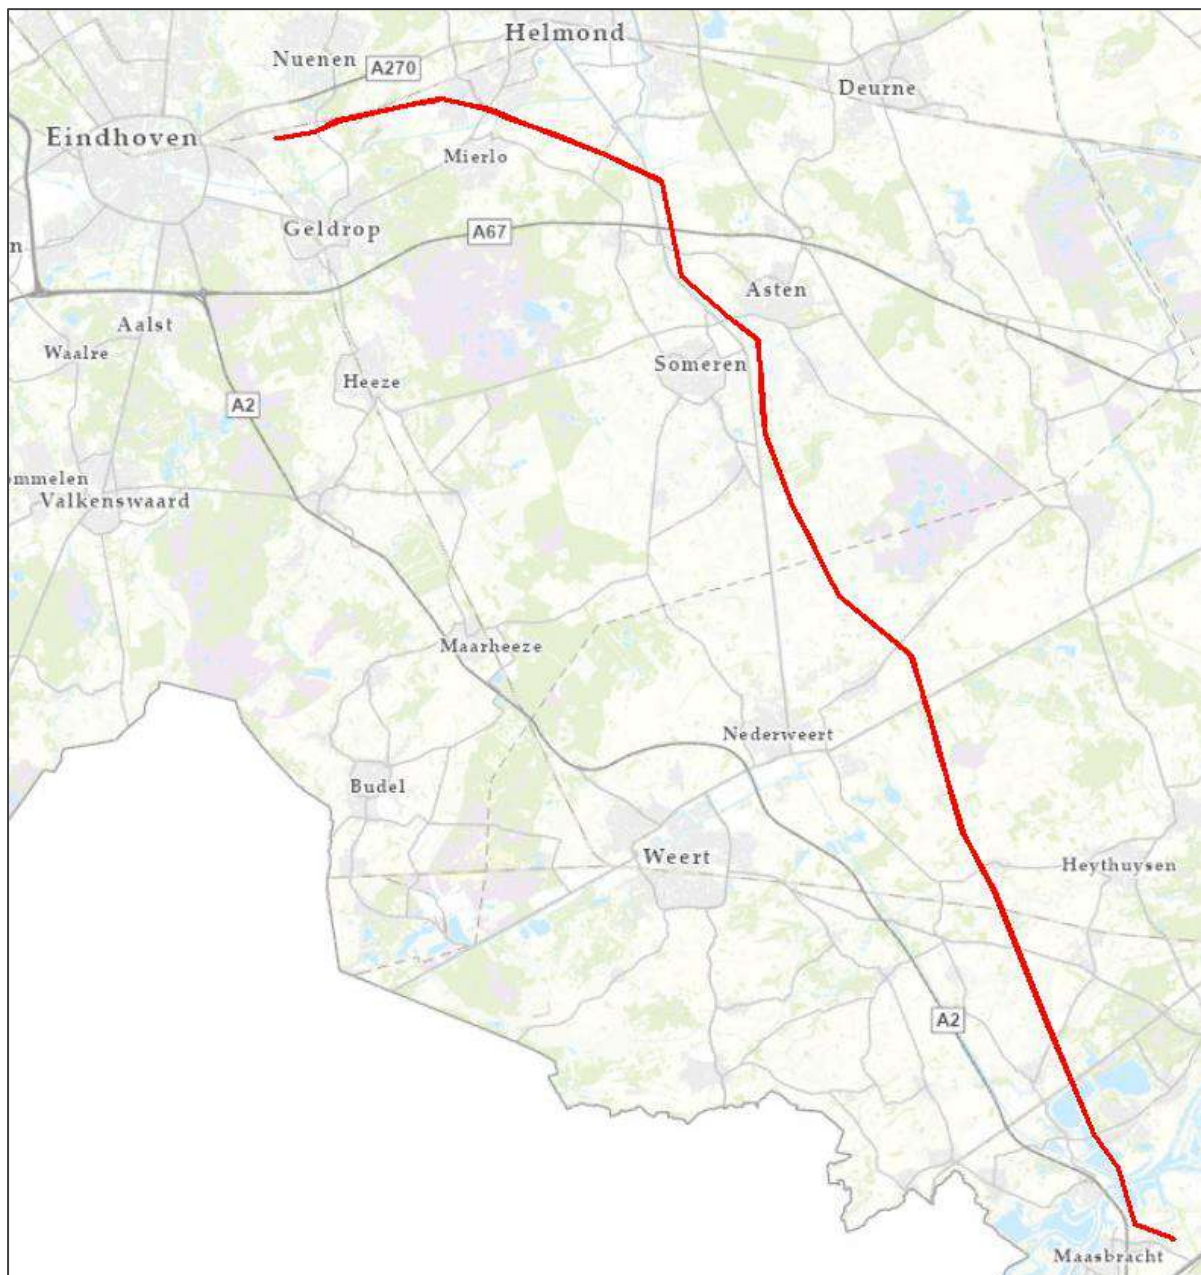 Helmond
Nuenen
A270
Deurne
Eindhoven
Mierlo
Geldrop
A67
n
Asten
Aalst
Waalre
Someren
Heeze
A2
ommelen
Valkenswaard
Maarheeze
Nederweert
Budel
Weert
Heythuysen
A2
Maasbracht